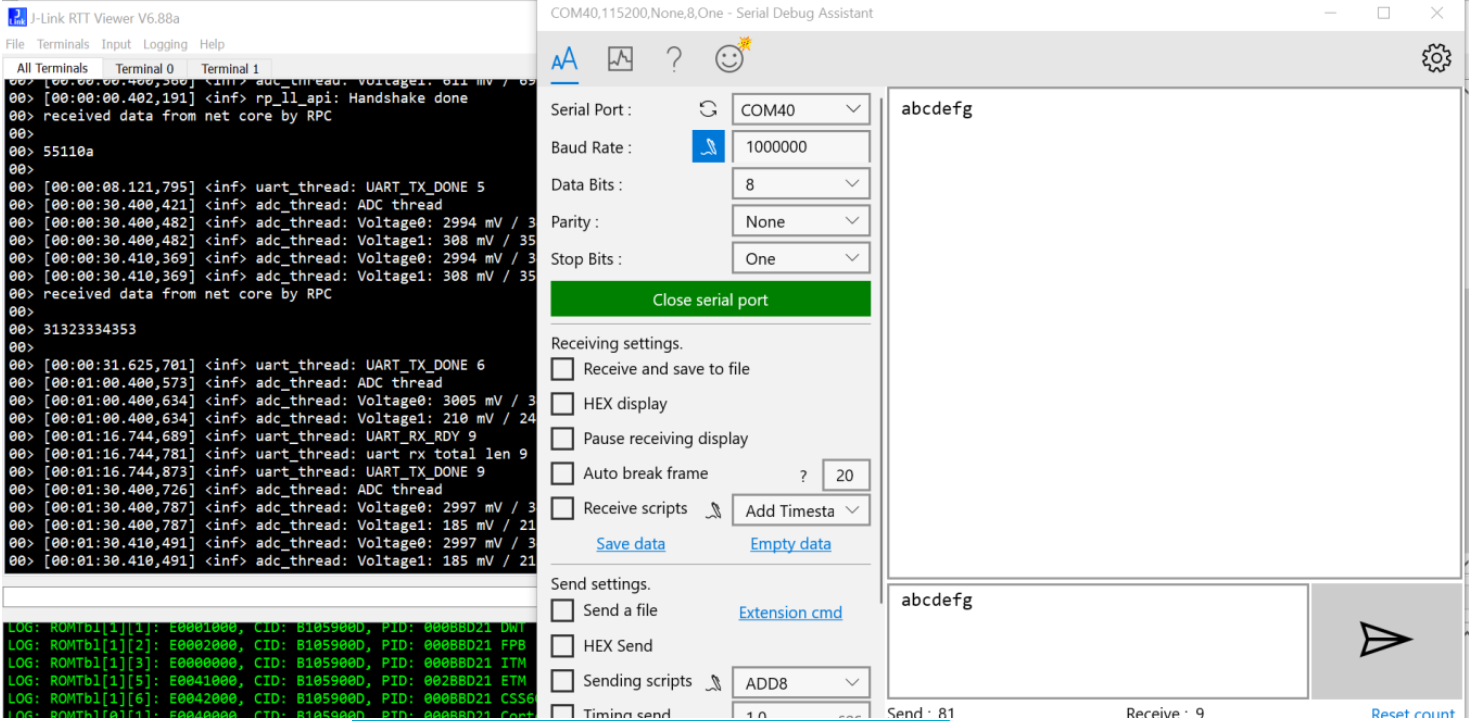 J-Link RTT Viewer V6.88a
File Terminals Input Logging Help
All Terminals Terminal 0 Terminal 1
00> [00:00:00.400,360] <inf> adc_thread: Voltage1: 611 mV / 69
00> [00:00:00.402,191] <inf> rp_ll_api: Handshake done
00> received data from net core by RPC
00>
00> 55110a
00>
00> [00:00:08.121,795] <inf> uart_thread: UART_TX_DONE 5
00> [00:00:30.400,421] <inf> adc_thread: ADC thread
00> [00:00:30.400,482] <inf> adc_thread: Voltage0: 2994 mV / 3
00> [00:00:30.400,482] <inf> adc_thread: Voltage1: 308 mV / 35
00> [00:00:30.410,369] <inf> adc_thread: Voltage0: 2994 mV / 3
00> [00:00:30.410,369] <inf> adc_thread: Voltage1: 308 mV / 35
00> received data from net core by RPC
00>
00> 31323334353
00>
00> [00:00:31.625,701] <inf> uart_thread: UART_TX_DONE 6
00> [00:01:00.400,573] <inf> adc_thread: ADC thread
00> [00:01:00.400,634] <inf> adc_thread: Voltage0: 3005 mV / 3
00> [00:01:00.400,634] <inf> adc_thread: Voltage1: 210 mV / 24
00> [00:01:16.744,689] <inf> uart_thread: UART_RX_RDY 9
00> [00:01:16.744,781] <inf> uart_thread: uart rx total len 9
00> [00:01:16.744,873] <inf> uart_thread: UART_TX_DONE 9
00> [00:01:30.400,726] <inf> adc_thread: ADC thread
00> [00:01:30.400,787] <inf> adc_thread: Voltage0: 2997 mV / 3
00> [00:01:30.400,787] <inf> adc_thread: Voltage1: 185 mV / 21
00> [00:01:30.410,491] <inf> adc_thread: Voltage0: 2997 mV / 3
00> [00:01:30.410,491] <inf> adc_thread: Voltage1: 185 mV / 21
LOG: ROMTbl[1][1]: E0001000, CID: B105900D, PID: 000BBD21 DWT
LOG: ROMTbl[1][2]: E0002000, CID: B105900D, PID: 000BBD21 FPB
LOG: ROMTbl[1][3]: E0000000, CID: B105900D, PID: 000BBD21 ITM
LOG: ROMTbl[1][5]: E0041000, CID: B105900D, PID: 002BBD21 ETM
LOG: ROMTbl[1][6]: E0042000, CID: B105900D, PID: 000BBD21 CSS6
LOG: ROMTbl[0][1]: E0040000, CID: B105900D, PID: 000BBD21 Cort
COM40,115200,None,8,One - Serial Debug Assistant
AA
?
Serial Port : COM40
Baud Rate : 1000000
Data Bits : 8
Parity : None
Stop Bits : One
Close serial port
Receiving settings.
Receive and save to file
HEX display
Pause receiving display
Auto break frame ? 20
Receive scripts Add Timesta
Save data Empty data
Send settings.
Send a file Extension cmd
HEX Send
Sending scripts ADD8
Timing send 1.0 sec
abcdefg
abcdefg
Send : 81 Receive : 9 Reset count